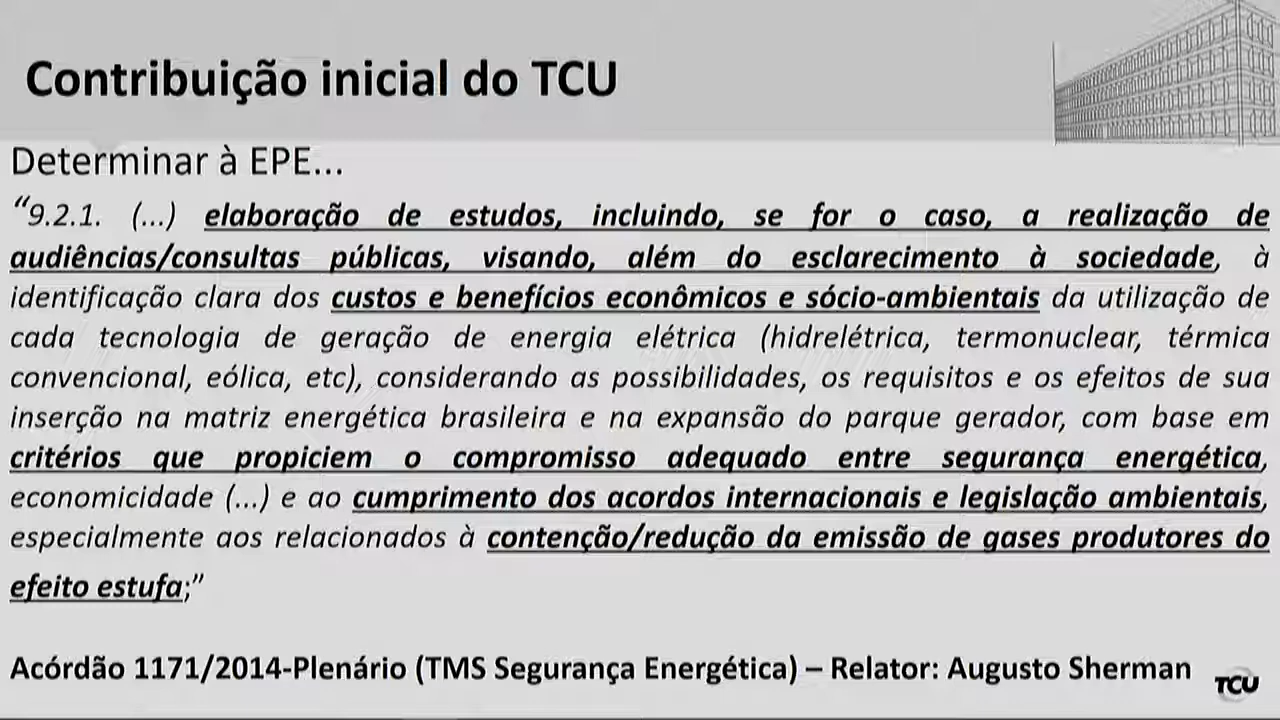 Contribuição inicial do TCU
Determinar à EPE...
“9.2.1. (...) elaboração de estudos, incluindo, se for o caso, a realização de
audiências/consultas públicas, visando, além do esclarecimento à sociedade, à
identificação clara dos custos e benefícios econômicos e sócio-ambientais da utilização de
cada tecnologia de geração de energia elétrica (hidrelétrica, termonuclear, térmica
convencional, eólica, etc), considerando as possibilidades, os requisitos e os efeitos de sua
inserção na matriz energética brasileira e na expansão do parque gerador, com base em
critérios que propiciem o compromisso adequado entre segurança energética,
economicidade (...) e ao cumprimento dos acordos internacionais e legislação ambientais,
especialmente aos relacionados à contenção/redução da emissão de gases produtores do
efeito estufa;”
Acórdão 1171/2014-Plenário (TMS Segurança Energética) – Relator: Augusto Sherman
TCU